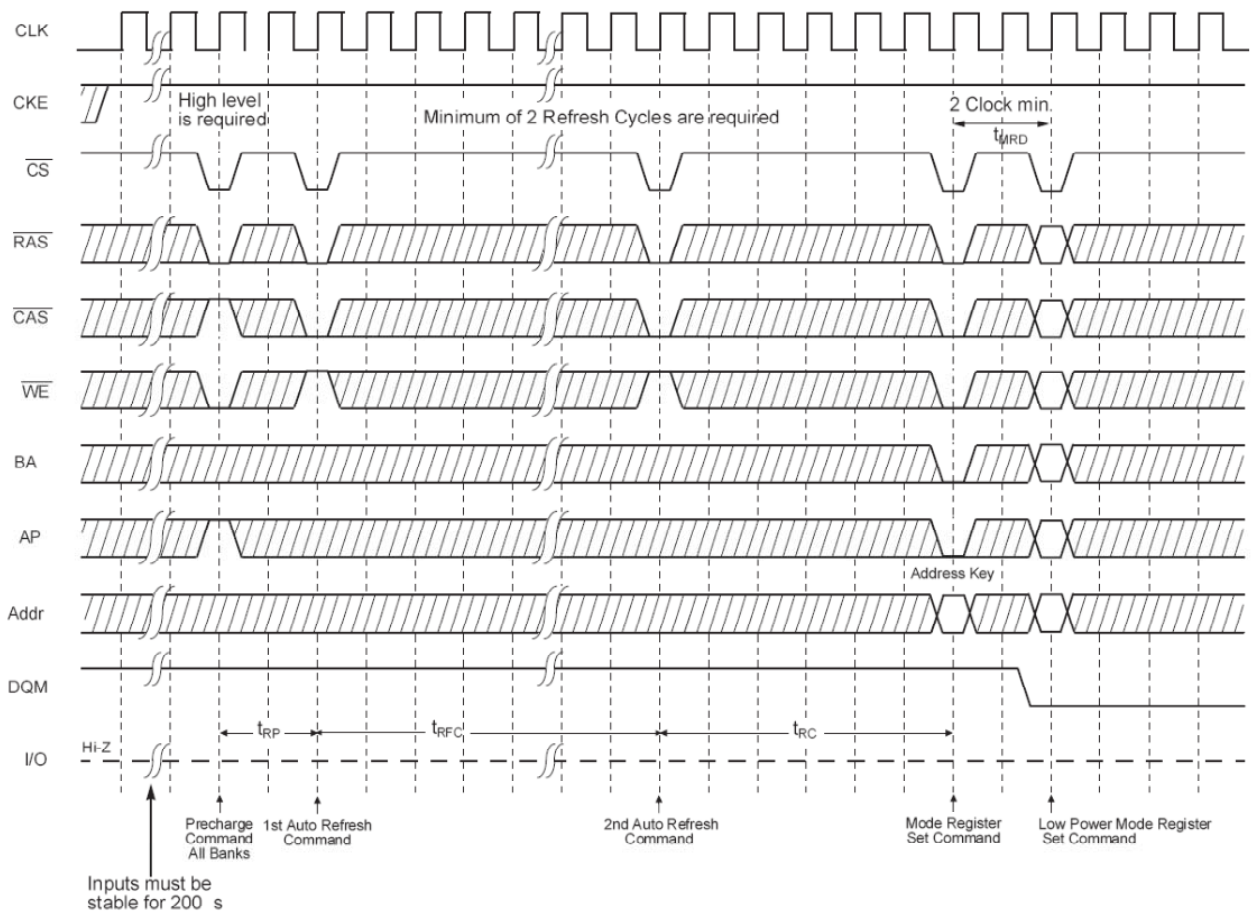 CLK
CKE
High level
is required
Minimum of 2 Refresh Cycles are required
2 Clock min.
tMRD
CS
RAS
CAS
WE
BA
AP
Address Key
Addr
DQM
tRP
tRFC
tRC
Hi-Z
I/O
Precharge
Command
All Banks
1st Auto Refresh
Command
2nd Auto Refresh
Command
Mode Register
Set Command
Low Power Mode Register
Set Command
Inputs must be
stable for 200 s